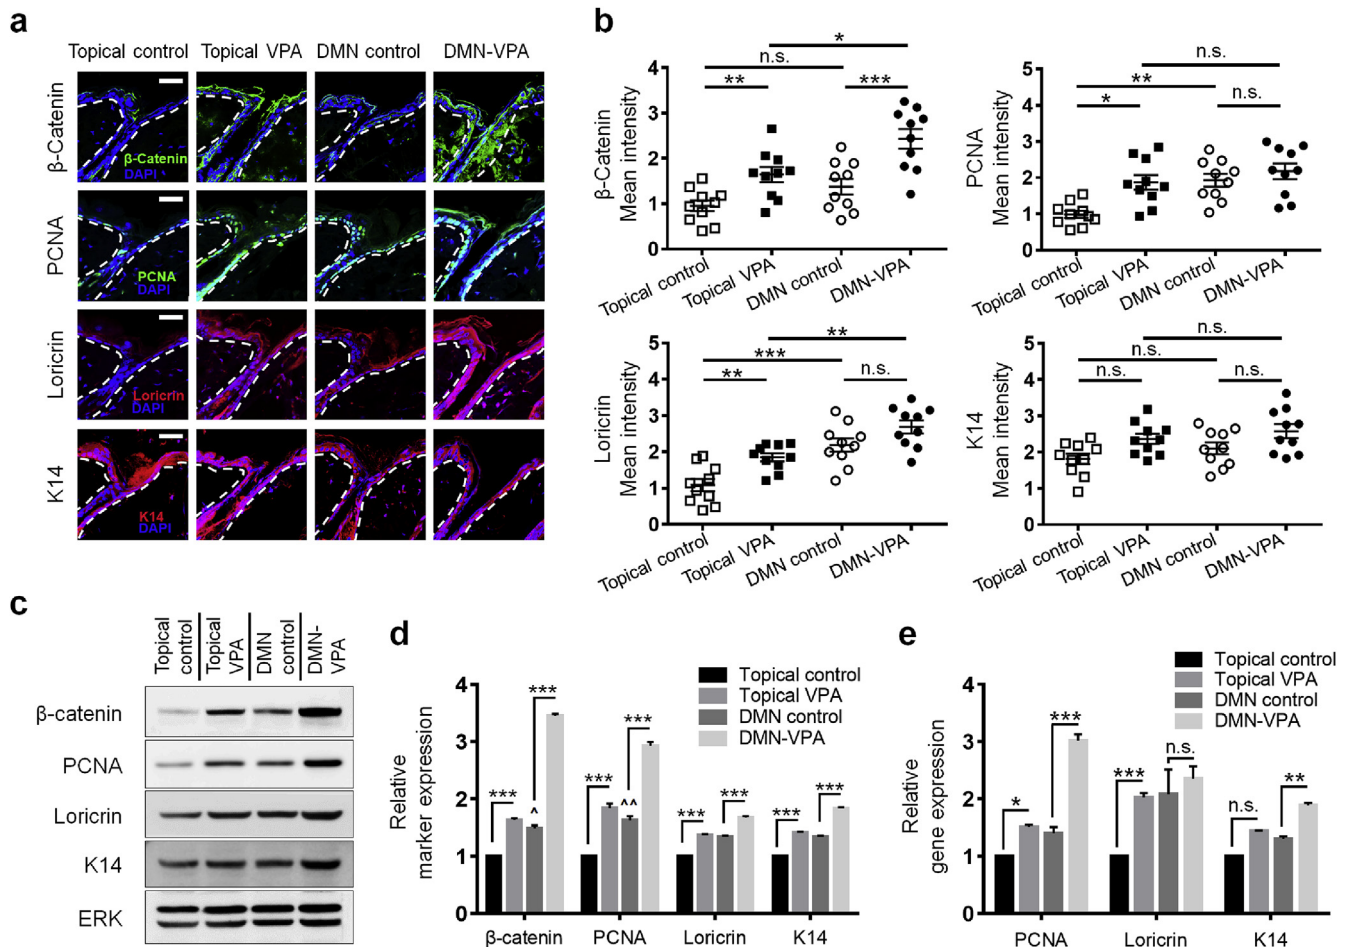 a
Topical control Topical VPA DMN control DMN-VPA
β-Catenin
β-Catenin
DAPI
PCNA
PCNA
DAPI
Loricrin
Loricrin
DAPI
K14
K14
DAPI
b
β-Catenin
Mean intensity
4
3
2
1
0
*
n.s.
** ***
Topical control
Topical VPA
DMN control
DMN-VPA
PCNA
Mean intensity
5
4
3
2
1
0
n.s.
**
* n.s.
Topical control
Topical VPA
DMN control
DMN-VPA
Loricrin
Mean intensity
5
4
3
2
1
0
**
***
** n.s.
Topical control
Topical VPA
DMN control
DMN-VPA
K14
Mean intensity
5
4
3
2
1
0
n.s.
n.s.
n.s. n.s.
Topical control
Topical VPA
DMN control
DMN-VPA
c
Topical control
Topical VPA
DMN control
DMN-VPA
β-catenin
PCNA
Loricrin
K14
ERK
d
Topical control
Topical VPA
DMN control
DMN-VPA
Relative
marker expression
4
3
2
1
0
*** ^ ***
*** ^^ ***
*** ***
*** ***
β-catenin PCNA Loricrin K14
e
Topical control
Topical VPA
DMN control
DMN-VPA
Relative
gene expression
4
3
2
1
0
* ***
*** n.s.
n.s. **
PCNA Loricrin K14